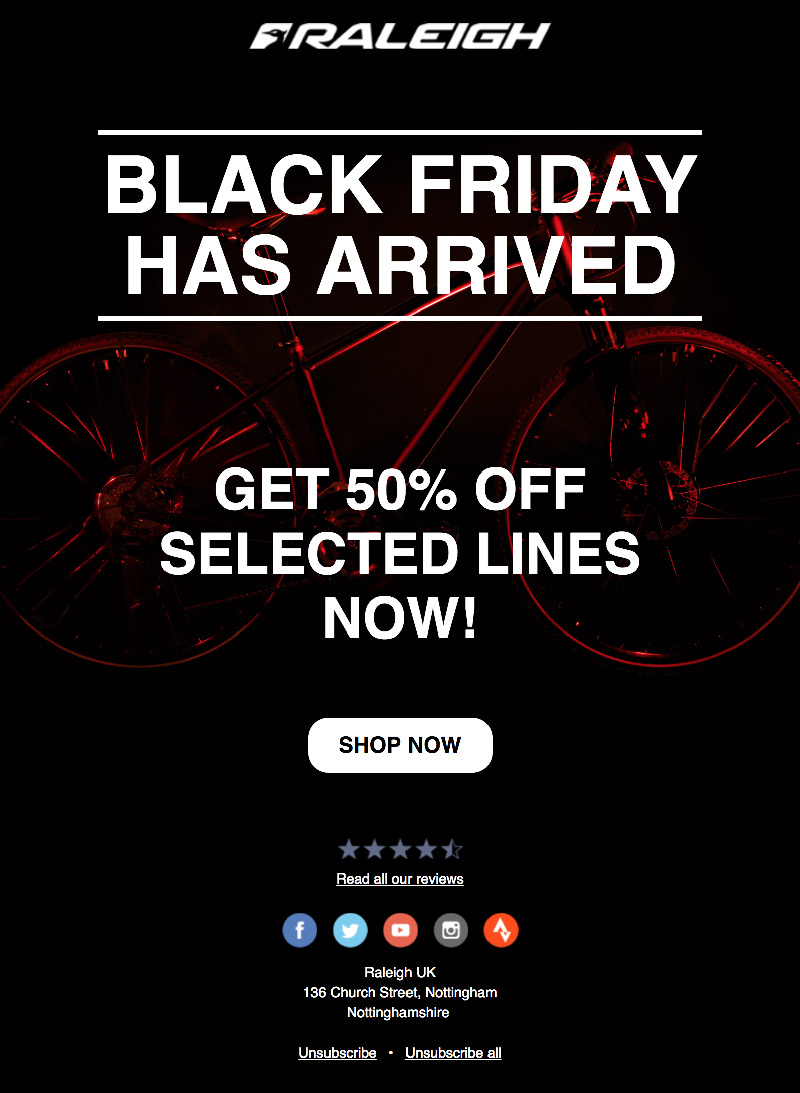 RALEIGH
BLACK FRIDAY
HAS ARRIVED
GET 50% OFF
SELECTED LINES
NOW!
SHOP NOW
Read all our reviews
Raleigh UK
136 Church Street, Nottingham
Nottinghamshire
Unsubscribe • Unsubscribe all